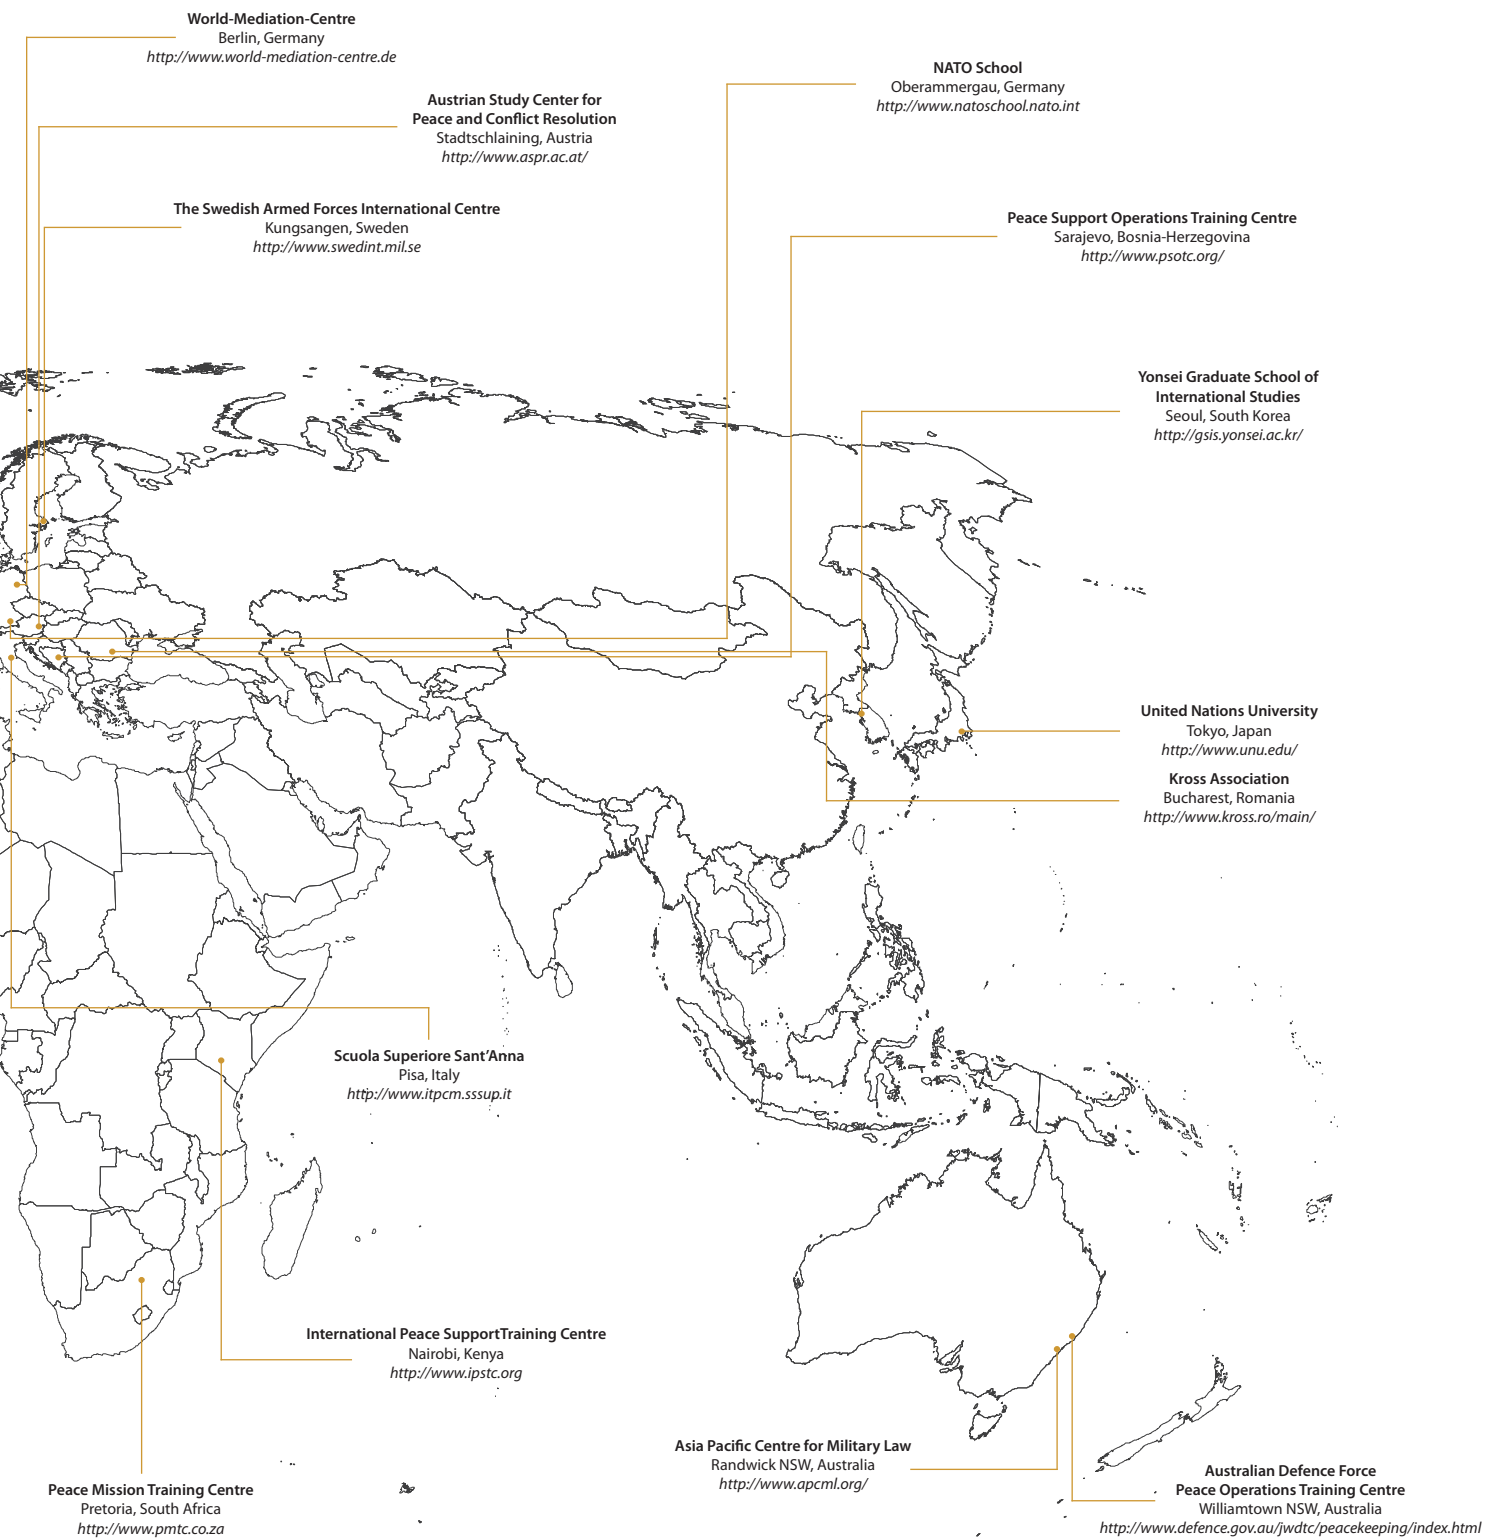 World-Mediation-Centre
Berlin, Germany
http://www.world-mediation-centre.de
NATO School
Oberammergau, Germany
http://www.natoschool.nato.int
Austrian Study Center for
Peace and Conflict Resolution
Stadtschlaining, Austria
http://www.aspr.ac.at/
The Swedish Armed Forces International Centre
Kungsangen, Sweden
http://www.swedint.mil.se
Peace Support Operations Training Centre
Sarajevo, Bosnia-Herzegovina
http://www.psotc.org/
Yonsei Graduate School of
International Studies
Seoul, South Korea
http://gsis.yonsei.ac.kr/
United Nations University
Tokyo, Japan
http://www.unu.edu/
Kross Association
Bucharest, Romania
http://www.kross.ro/main/
Scuola Superiore Sant'Anna
Pisa, Italy
http://www.itpcm.sssup.it
International Peace SupportTraining Centre
Nairobi, Kenya
http://www.ipstc.org
Asia Pacific Centre for Military Law
Randwick NSW, Australia
http://www.apcml.org/
Australian Defence Force
Peace Operations Training Centre
Williamtown NSW, Australia
http://www.defence.gov.au/jwdtc/peacekeeping/index.html
Peace Mission Training Centre
Pretoria, South Africa
http://www.pmtc.co.za